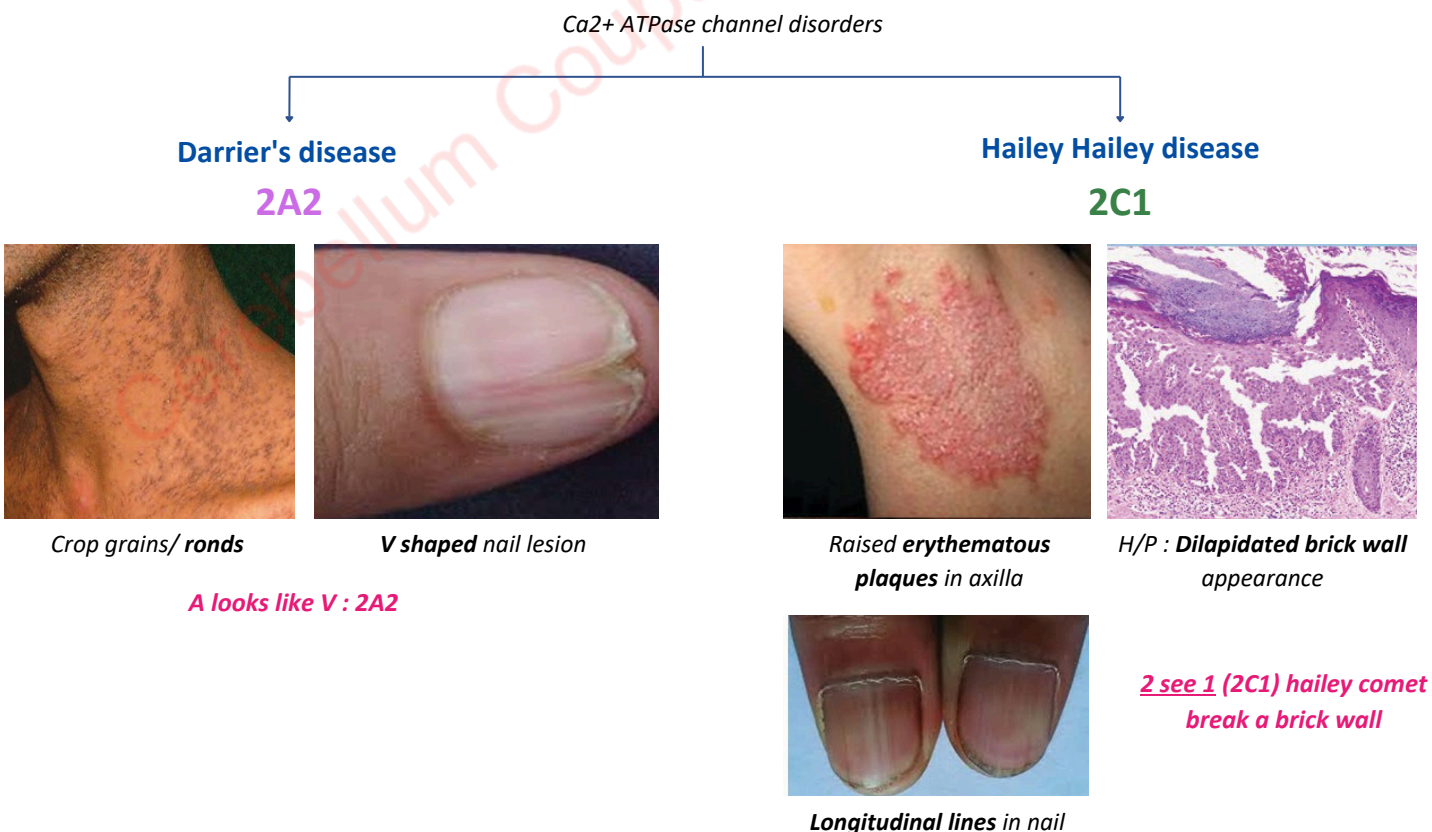 Ca2+ ATPase channel disorders
Darrier's disease
2A2
Crop grains/ ronds
V shaped nail lesion
A looks like V : 2A2
Hailey Hailey disease
2C1
Raised erythematous
plaques in axilla
H/P : Dilapidated brick wall
appearance
Longitudinal lines in nail
2 see 1 (2C1) hailey comet
break a brick wall